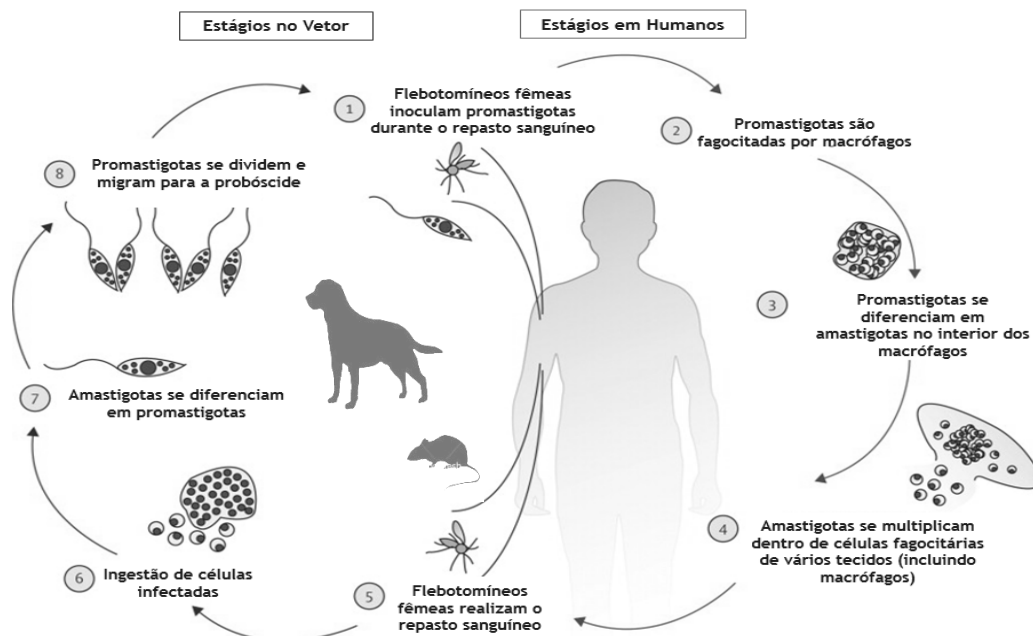 Estágios no Vetor
Estágios em Humanos
1
Flebotomíneos fêmeas
inoculam promastigotas
durante o repasto sanguíneo
2
Promastigotas são
fagocitadas por macrófagos
3
Promastigotas se
diferenciam em
amastigotas no interior dos
macrófagos
4
Amastigotas se multiplicam
dentro de células fagocitárias
de vários tecidos (incluindo
macrófagos)
5
Flebotomíneos
fêmeas realizam o
repasto sanguíneo
6
Ingestão de células
infectadas
7
Amastigotas se diferenciam
em promastigotas
8
Promastigotas se dividem e
migram para a probóscide